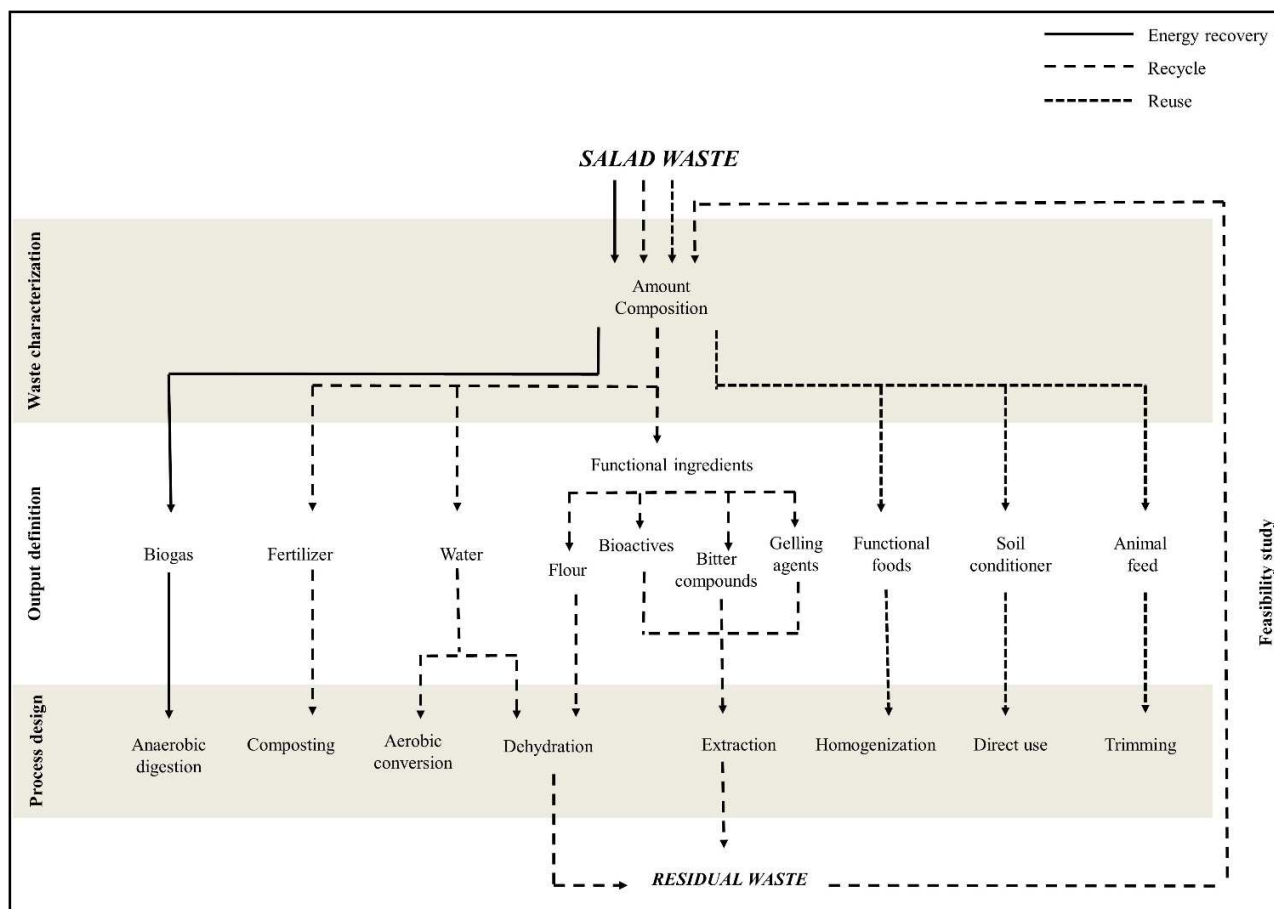 Energy recovery
Recycle
Reuse
SALAD WASTE
Waste characterization
Amount
Composition
Output definition
Functional ingredients
Biogas
Fertilizer
Water
Flour
Bioactives
Bitter
compounds
Gelling
agents
Functional
foods
Soil
conditioner
Animal
feed
Feasibility study
Process design
Anaerobic
digestion
Composting
Aerobic
conversion
Dehydration
Extraction
Homogenization
Direct use
Trimming
RESIDUAL WASTE